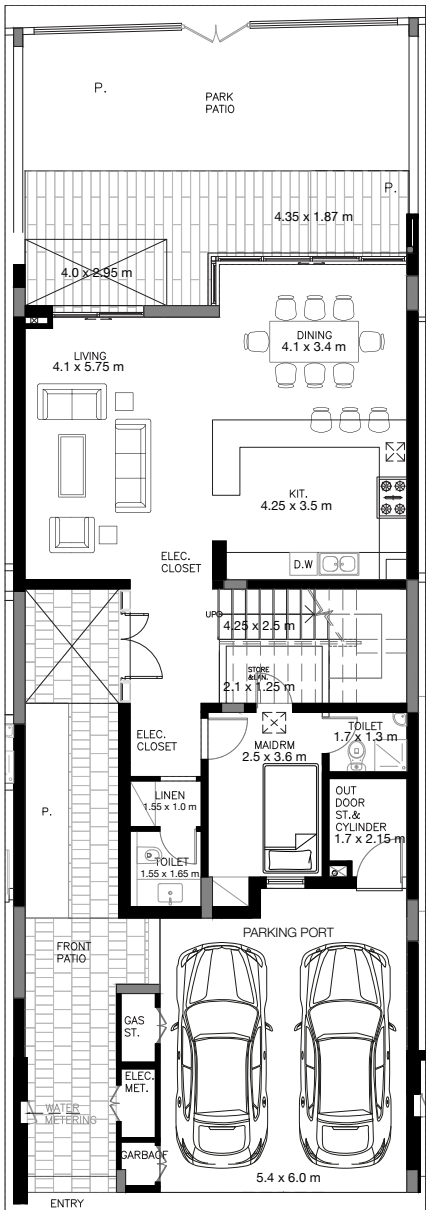 P.
PARK
PATIO
P.
4.35 x 1.87 m
4.0 x 2.95 m
DINING
4.1 x 3.4 m
LIVING
4.1 x 5.75 m
KIT.
4.25 x 3.5 m
ELEC.
CLOSET
D.W
UP
4.25 x 2.5 m
STORE
&LAN.
2.1 x 1.25 m
ELEC.
CLOSET
TOILET
1.7 x 1.3 m
MAIDRM
2.5 x 3.6 m
LINEN
1.55 x 1.0 m
OUT
DOOR
ST.&
CYLINDER
1.7 x 2.15 m
P.
TOILET
1.55 x 1.65 m
PARKING PORT
FRONT
PATIO
GAS
ST.
ELEC.
MET.
WATER
METERING
GARBAGE
5.4 x 6.0 m
ENTRY